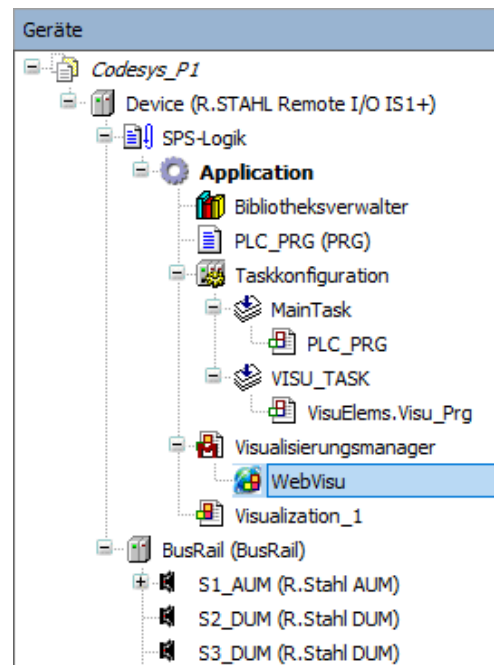 Geräte
Codesys_P1
Device (R.STAHL Remote I/O IS1+)
SPS-Logik
Application
Bibliotheksverwalter
PLC_PRG (PRG)
Taskkonfiguration
MainTask
PLC_PRG
VISU_TASK
VisuElems.Visu_Prg
Visualisierungsmanager
WebVisu
Visualization_1
BusRail (BusRail)
S1_AUM (R.Stahl AUM)
S2_DUM (R.Stahl DUM)
S3_DUM (R.Stahl DUM)